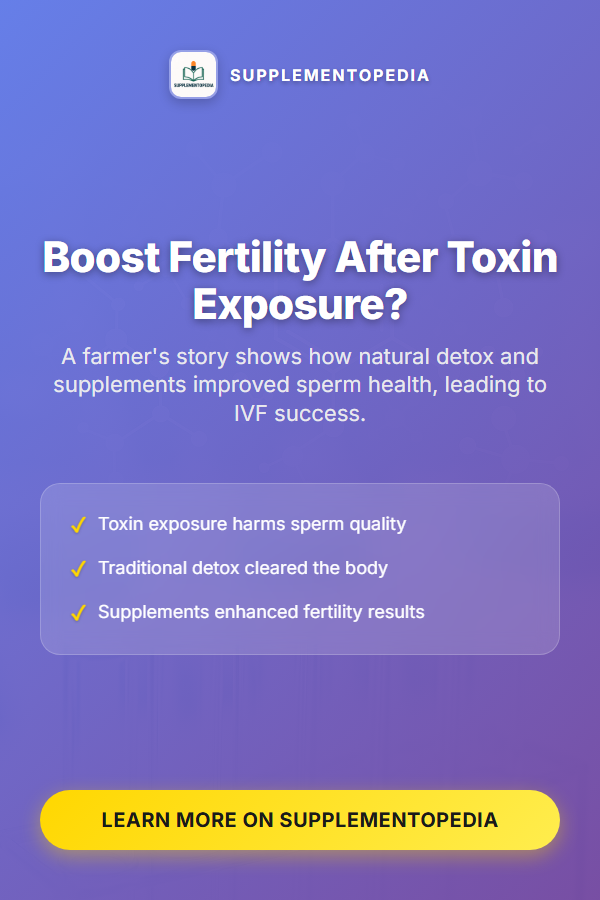 SUPPLEMENTOPEDIA
SUPPLEMENTOPEDIA
Boost Fertility After Toxin
Exposure?
A farmer's story shows how natural detox and
supplements improved sperm health, leading to
IVF success.
✓ Toxin exposure harms sperm quality
✓ Traditional detox cleared the body
✓ Supplements enhanced fertility results
LEARN MORE ON SUPPLEMENTOPEDIA